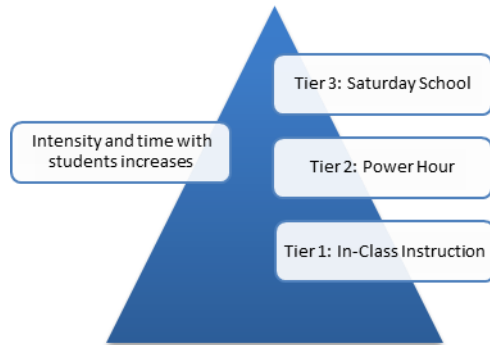 Tier 3: Saturday School
Intensity and time with
students increases
Tier 2: Power Hour
Tier 1: In-Class Instruction